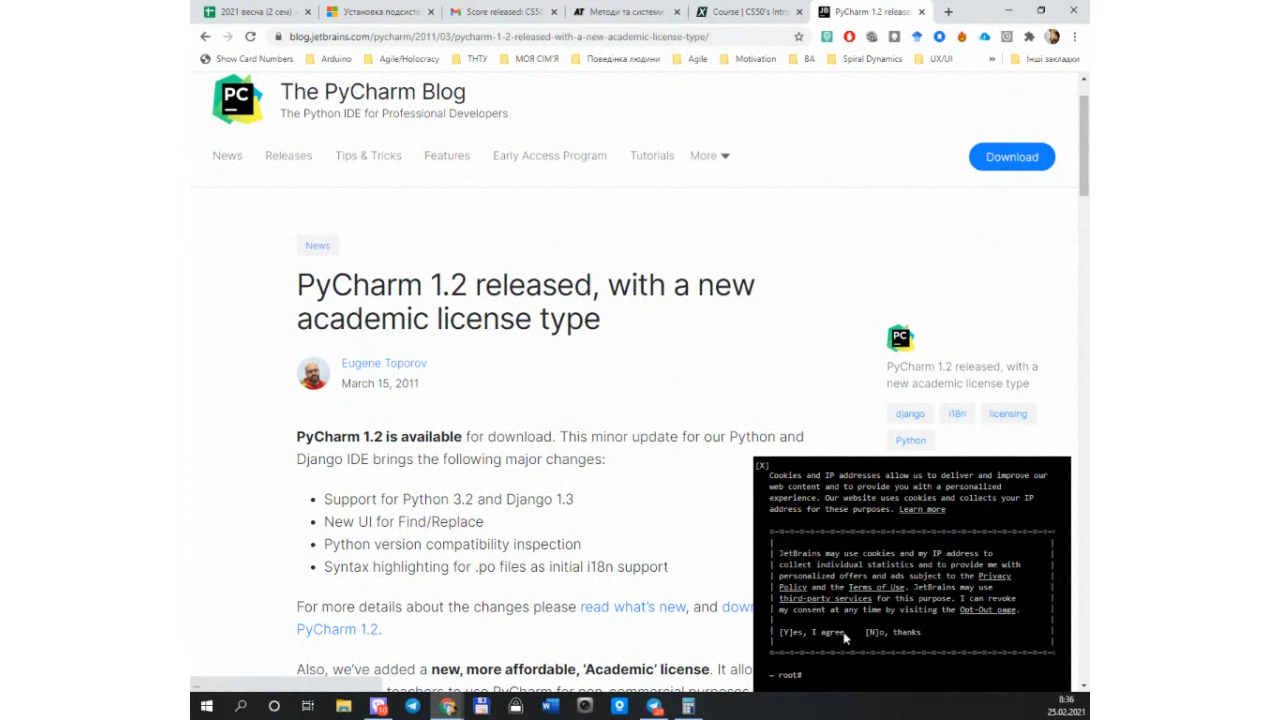 2021 весна (2 сем)
Установка подсист
Score released: CS50
Методи та системи
Course | CS50's Intro
PyCharm 1.2 release
blog.jetbrains.com/pycharm/2011/03/pycharm-1-2-released-with-a-new-academic-license-type/
Show Card Numbers Arduino Agile/Holocracy ТНТУ МОЯ СІМ'Я Поведінка людини Agile Motivation BA Spiral Dynamics UX/UI » Інші закладки
PC The PyCharm Blog
The Python IDE for Professional Developers
News Releases Tips & Tricks Features Early Access Program Tutorials More Download
News
PyCharm 1.2 released, with a new
academic license type
Eugene Toporov
March 15, 2011
PC
PyCharm 1.2 released, with a
new academic license type
django i18n licensing
Python
PyCharm 1.2 is available for download. This minor update for our Python and
Django IDE brings the following major changes:
• Support for Python 3.2 and Django 1.3
• New UI for Find/Replace
• Python version compatibility inspection
• Syntax highlighting for .po files as initial i18n support
For more details about the changes please read what's new, and down
PyCharm 1.2.
Also, we've added a new, more affordable, 'Academic' license. It allo
teachers to use PyCharm for non-commercial purposes
[X]
Cookies and IP addresses allow us to deliver and improve our
web content and to provide you with a personalized
experience. Our website uses cookies and collects your IP
address for these purposes. Learn more
JetBrains may use cookies and my IP address to
collect individual statistics and to provide me with
personalized offers and ads subject to the Privacy
Policy and the Terms of Use. JetBrains may use
third-party services for this purpose. I can revoke
my consent at any time by visiting the Opt-Out page.
[Y]es, I agree [N]o, thanks
~ root#
8:36
25.02.2021